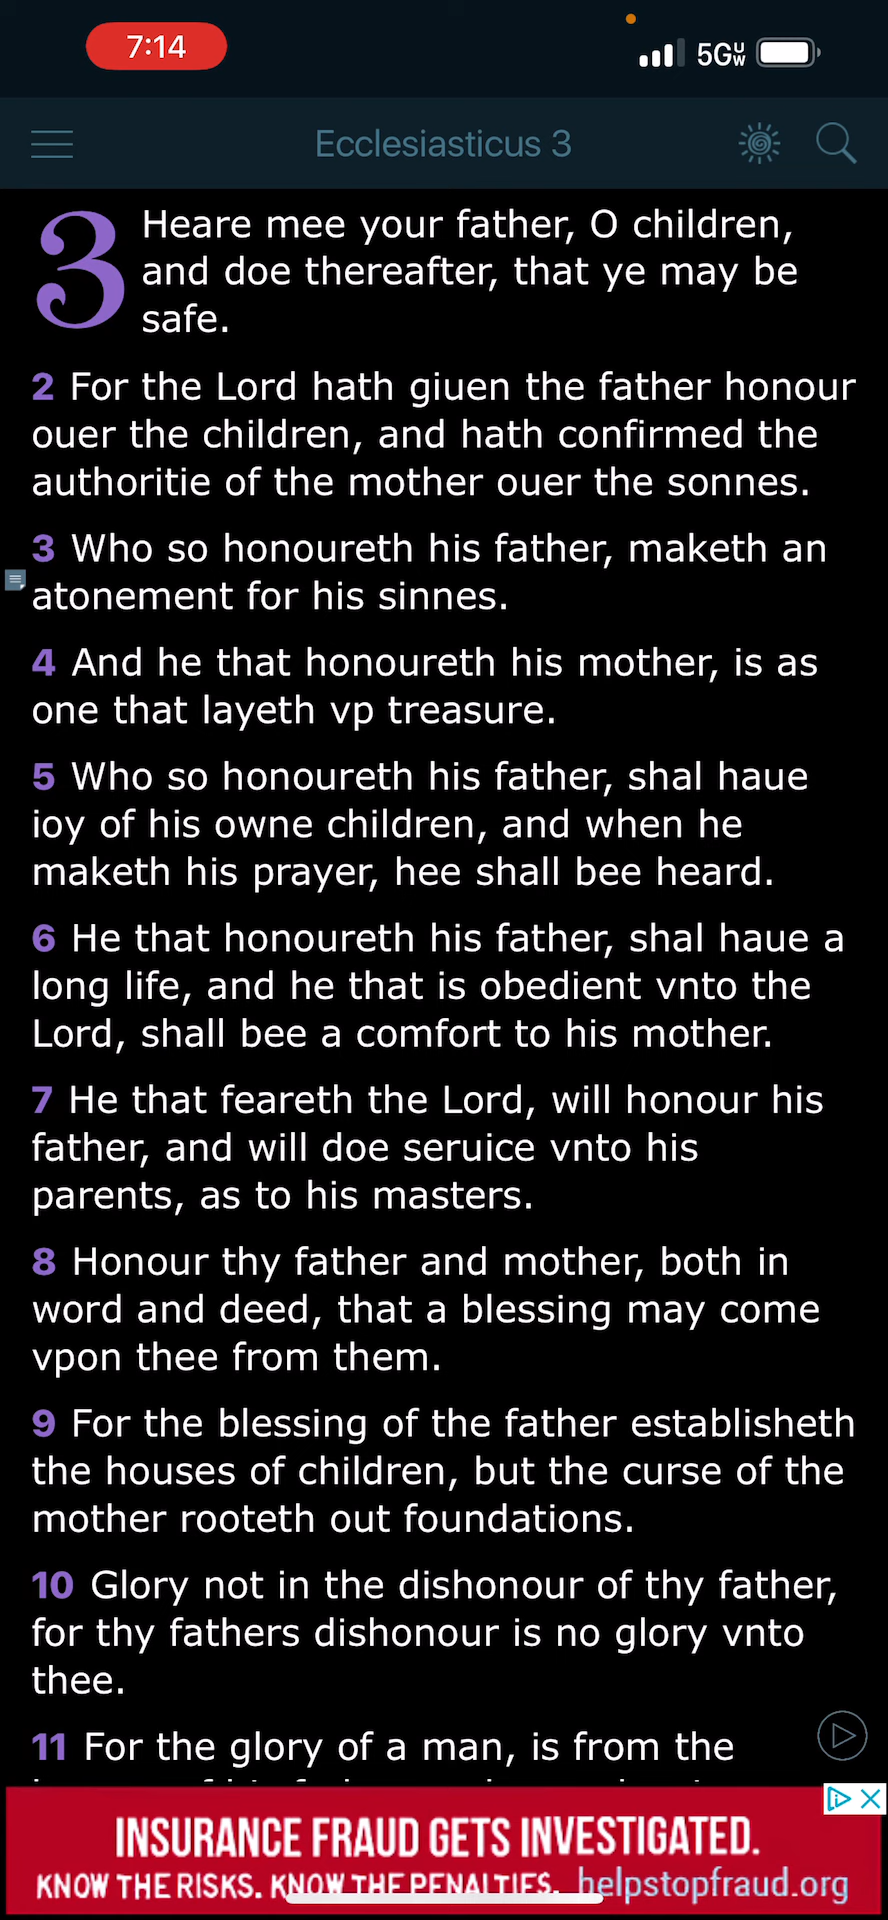 7:14
5GUW
Ecclesiasticus 3
3 Heare mee your father, O children,
and doe thereafter, that ye may be
safe.
2 For the Lord hath giuen the father honour
ouer the children, and hath confirmed the
authoritie of the mother ouer the sonnes.
3 Who so honoureth his father, maketh an
atonement for his sinnes.
4 And he that honoureth his mother, is as
one that layeth vp treasure.
5 Who so honoureth his father, shal haue
ioy of his owne children, and when he
maketh his prayer, hee shall bee heard.
6 He that honoureth his father, shal haue a
long life, and he that is obedient vnto the
Lord, shall bee a comfort to his mother.
7 He that feareth the Lord, will honour his
father, and will doe seruice vnto his
parents, as to his masters.
8 Honour thy father and mother, both in
word and deed, that a blessing may come
vpon thee from them.
9 For the blessing of the father establisheth
the houses of children, but the curse of the
mother rooteth out foundations.
10 Glory not in the dishonour of thy father,
for thy fathers dishonour is no glory vnto
thee.
11 For the glory of a man, is from the
INSURANCE FRAUD GETS INVESTIGATED.
KNOW THE RISKS. KNOW THE PENALTIES. helpstopfraud.org